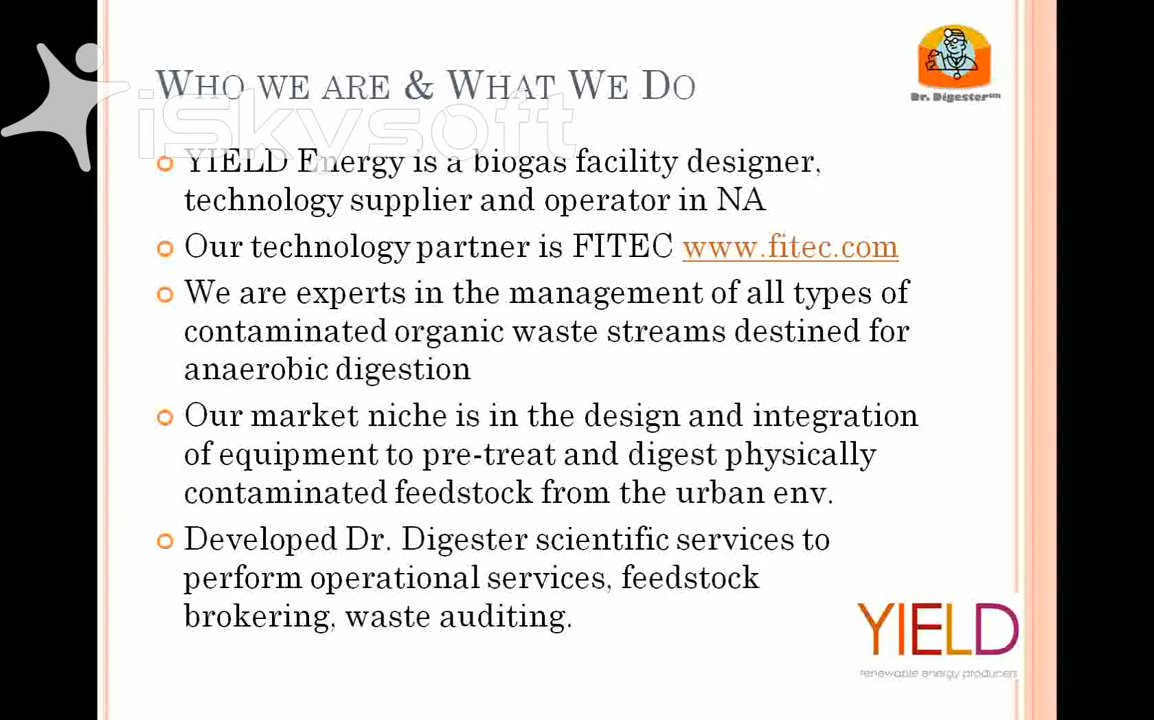 WHO WE ARE & WHAT WE DO
Dr. Digester℠
iSkysoft
YIELD Energy is a biogas facility designer,
technology supplier and operator in NA
Our technology partner is FITEC www.fitec.com
We are experts in the management of all types of
contaminated organic waste streams destined for
anaerobic digestion
Our market niche is in the design and integration
of equipment to pre-treat and digest physically
contaminated feedstock from the urban env.
Developed Dr. Digester scientific services to
perform operational services, feedstock
brokering, waste auditing.
YIELD
renewable energy producers